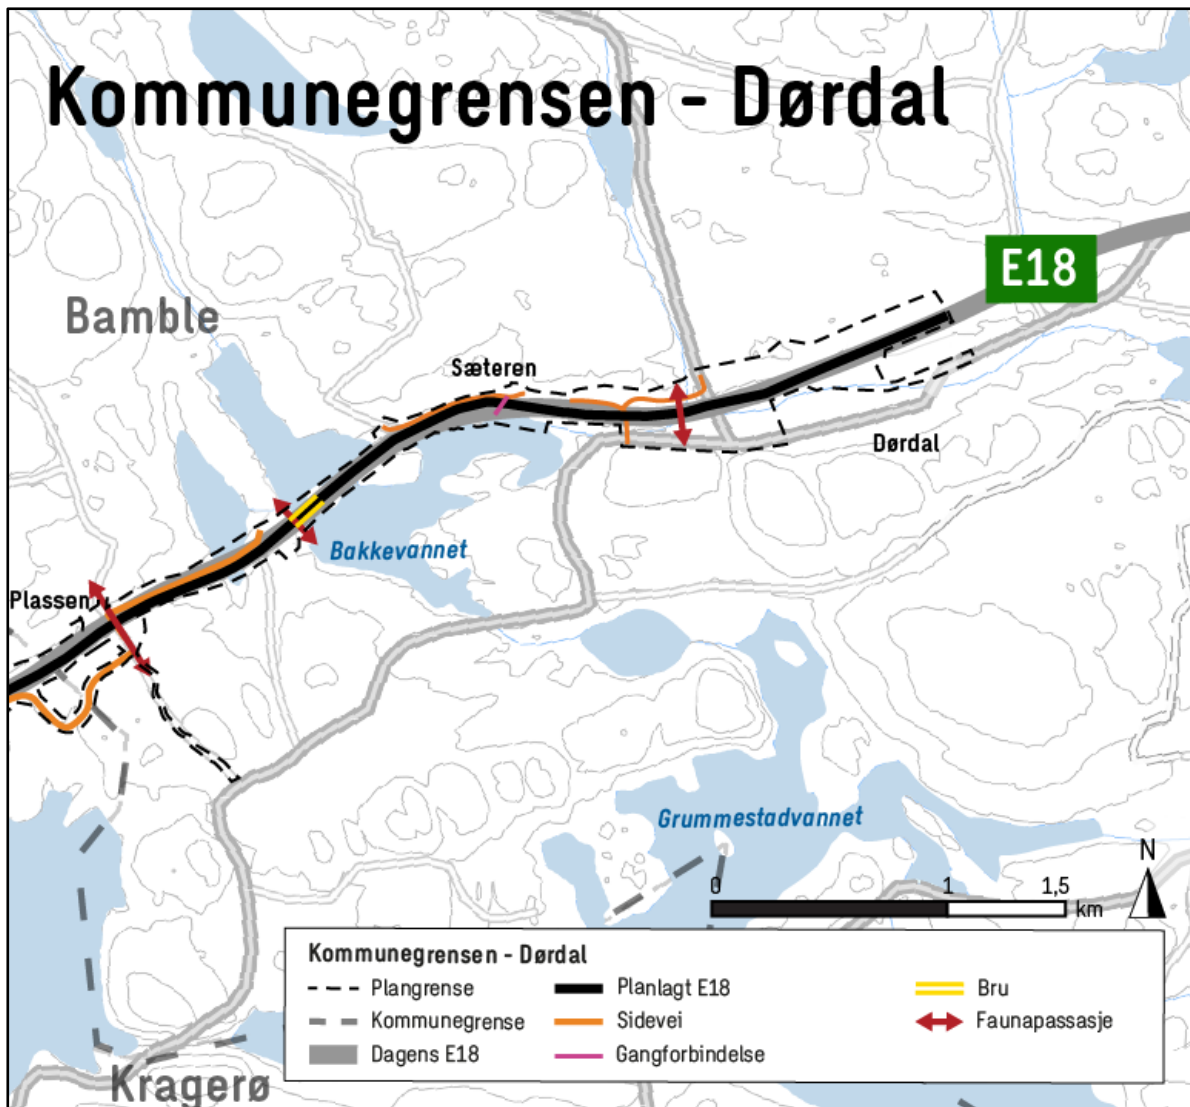 Kommunegrensen - Dørdal
E18
Bamble
Sæteren
Dørdal
Bakkevannet
Plassen
Grummestadvannet
N
0 1 1,5
km
Kommunegrensen - Dørdal
Plangrense
Planlagt E18
Bru
Kommunegrense
Sidevei
Faunapassasje
Dagens E18
Gangforbindelse
Kragerø